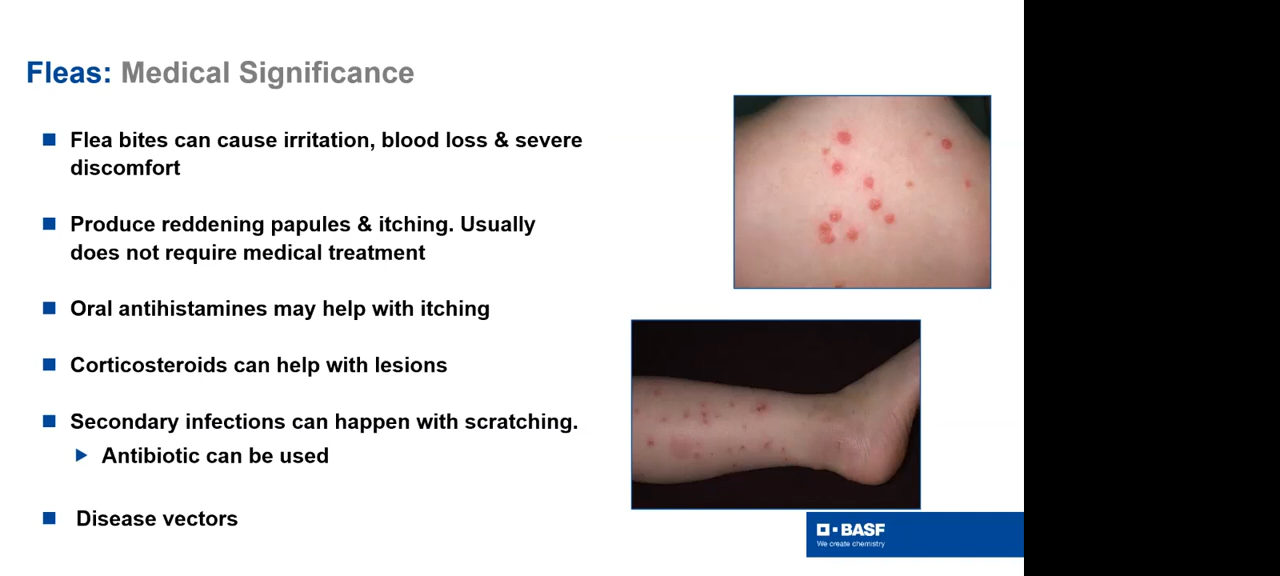 Fleas: Medical Significance
Flea bites can cause irritation, blood loss & severe
discomfort
Produce reddening papules & itching. Usually
does not require medical treatment
Oral antihistamines may help with itching
Corticosteroids can help with lesions
Secondary infections can happen with scratching.
Antibiotic can be used
Disease vectors
BASF
We create chemistry